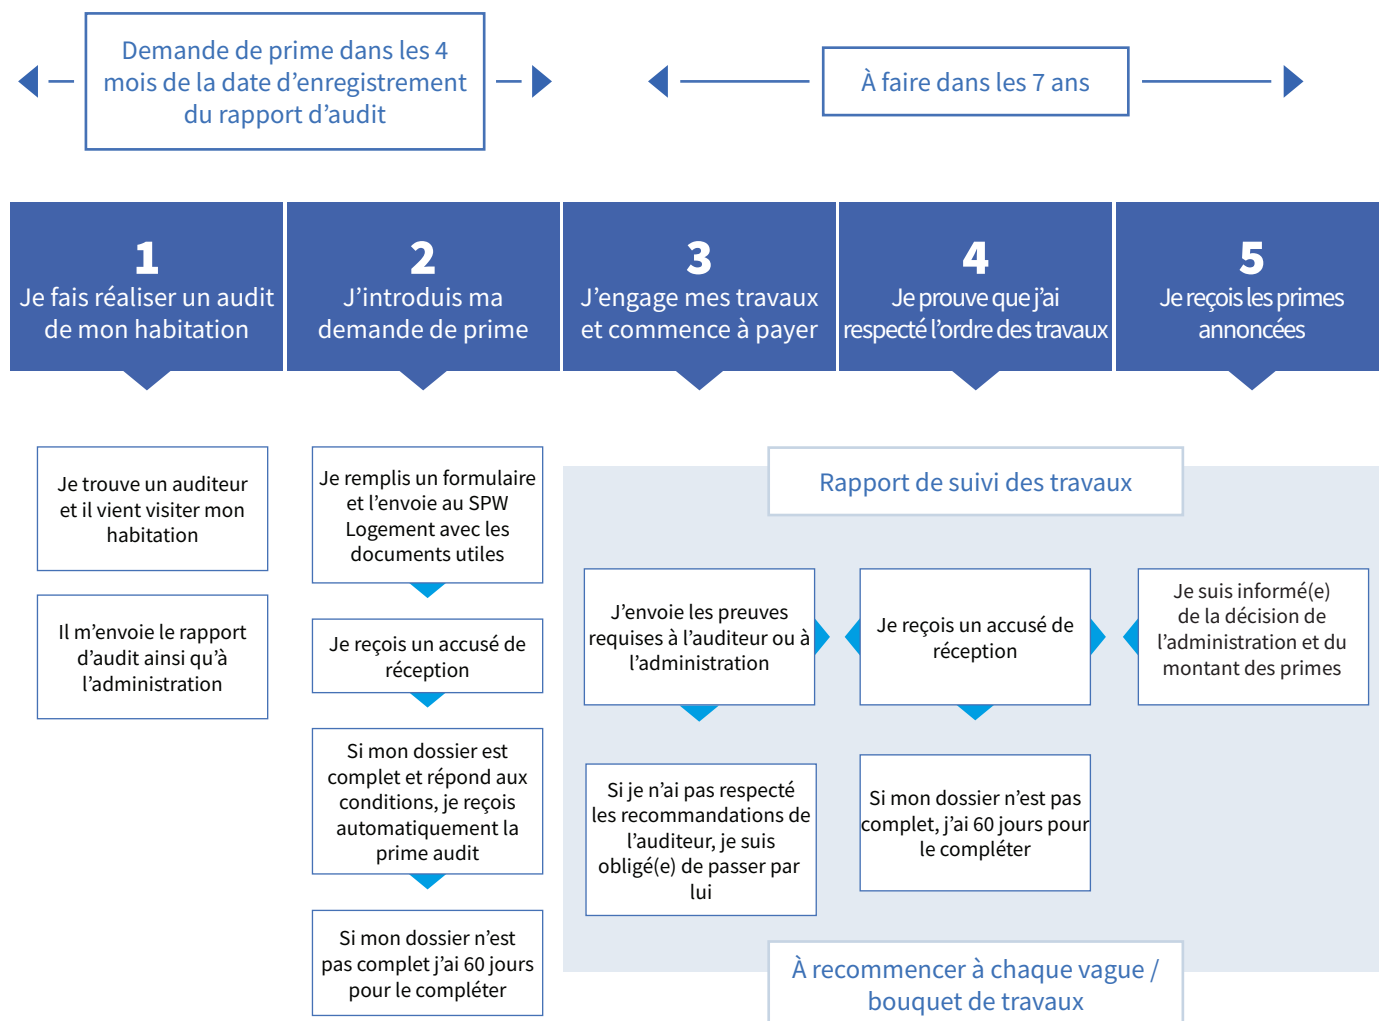 Demande de prime dans les 4
mois de la date d’enregistrement
du rapport d’audit
À faire dans les 7 ans
1
Je fais réaliser un audit
de mon habitation
2
J’introduis ma
demande de prime
3
J’engage mes travaux
et commence à payer
4
Je prouve que j’ai
respecté l’ordre des travaux
5
Je reçois les primes
annoncées
Je trouve un auditeur
et il vient visiter mon
habitation
Il m’envoie le rapport
d’audit ainsi qu’à
l’administration
Je remplis un formulaire
et l’envoie au SPW
Logement avec les
documents utiles
Je reçois un accusé de
réception
Si mon dossier est
complet et répond aux
conditions, je reçois
automatiquement la
prime audit
Si mon dossier n’est
pas complet j’ai 60 jours
pour le compléter
Rapport de suivi des travaux
J’envoie les preuves
requises à l’auditeur ou à
l’administration
Si je n’ai pas respecté
les recommandations de
l’auditeur, je suis
obligé(e) de passer par
lui
Je reçois un accusé de
réception
Si mon dossier n’est pas
complet, j’ai 60 jours pour
le compléter
Je suis informé(e)
de la décision de
l’administration et du
montant des primes
À recommencer à chaque vague /
bouquet de travaux